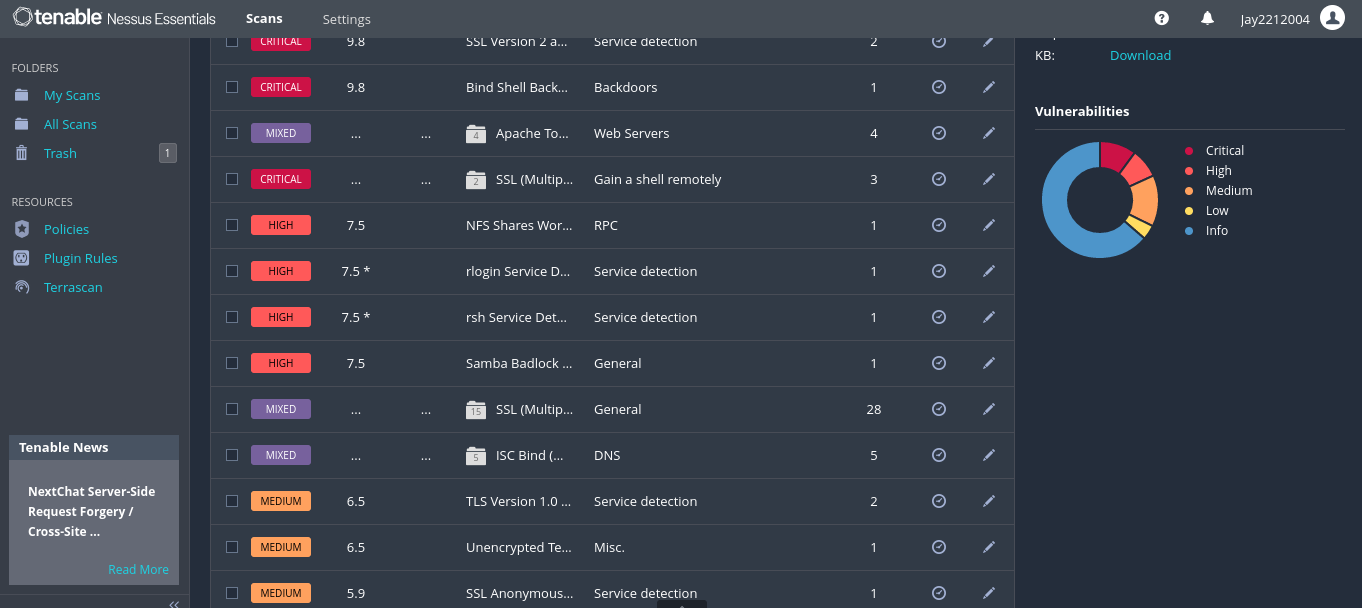 tenable Nessus Essentials Scans Settings Jay2212004
FOLDERS
My Scans
All Scans
Trash 1
RESOURCES
Policies
Plugin Rules
Terrascan
Tenable News
NextChat Server-Side
Request Forgery /
Cross-Site ...
Read More
CRITICAL 9.8 SSL Version 2 a... Service detection 2
CRITICAL 9.8 Bind Shell Back... Backdoors 1
MIXED ... ... 4 Apache To... Web Servers 4
CRITICAL ... ... 2 SSL (Multip... Gain a shell remotely 3
HIGH 7.5 NFS Shares Wor... RPC 1
HIGH 7.5 * rlogin Service D... Service detection 1
HIGH 7.5 * rsh Service Det... Service detection 1
HIGH 7.5 Samba Badlock ... General 1
MIXED ... ... 15 SSL (Multip... General 28
MIXED ... ... 5 ISC Bind (... DNS 5
MEDIUM 6.5 TLS Version 1.0 ... Service detection 2
MEDIUM 6.5 Unencrypted Te... Misc. 1
MEDIUM 5.9 SSL Anonymous... Service detection 1
KB: Download
Vulnerabilities
Critical
High
Medium
Low
Info